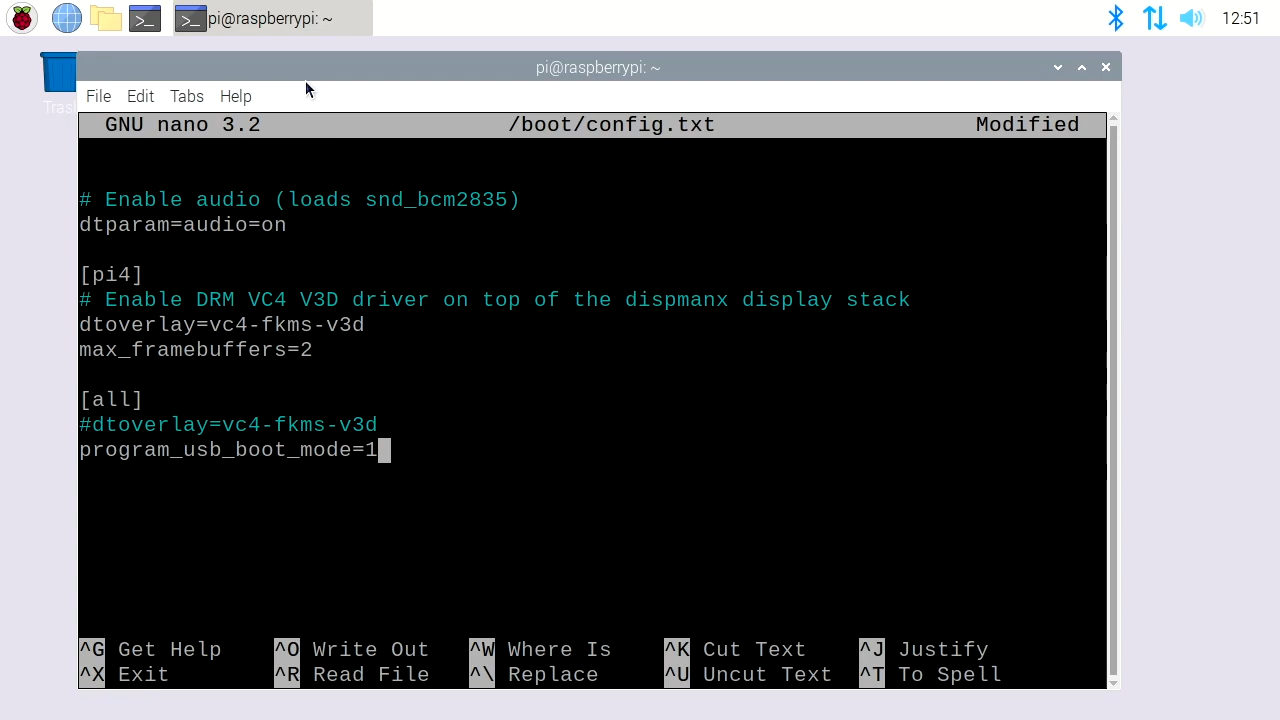 pi@raspberrypi: ~
12:51
Trash
pi@raspberrypi: ~
File Edit Tabs Help
GNU nano 3.2 /boot/config.txt Modified
# Enable audio (loads snd_bcm2835)
dtparam=audio=on
[pi4]
# Enable DRM VC4 V3D driver on top of the dispmanx display stack
dtoverlay=vc4-fkms-v3d
max_framebuffers=2
[all]
#dtoverlay=vc4-fkms-v3d
program_usb_boot_mode=1
^G Get Help ^O Write Out ^W Where Is ^K Cut Text ^J Justify
^X Exit ^R Read File ^\ Replace ^U Uncut Text ^T To Spell